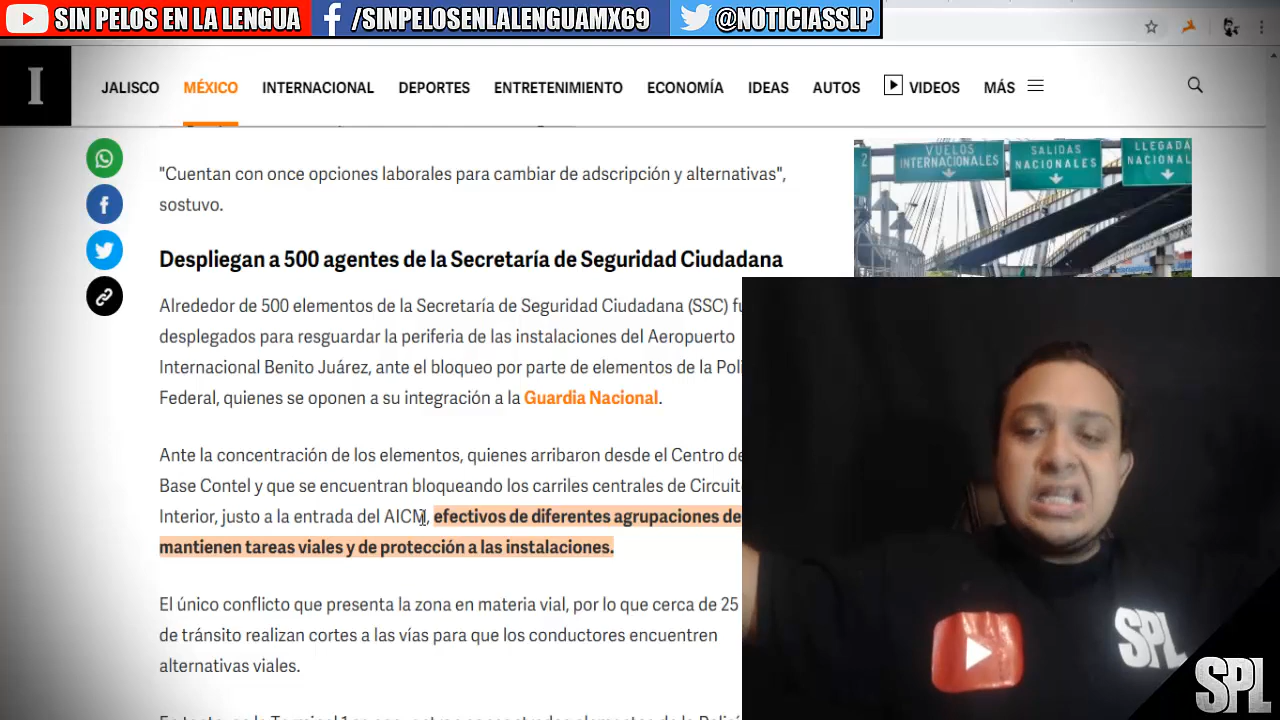 SIN PELOS EN LA LENGUA
/SINPELOSENLALENGUAMX69
@NOTICIASSLP
I
JALISCO
MÉXICO
INTERNACIONAL
DEPORTES
ENTRETENIMIENTO
ECONOMÍA
IDEAS
AUTOS
VIDEOS
MÁS
"Cuentan con once opciones laborales para cambiar de adscripción y alternativas",
sostuvo.
Despliegan a 500 agentes de la Secretaría de Seguridad Ciudadana
Alrededor de 500 elementos de la Secretaría de Seguridad Ciudadana (SSC) fu
desplegados para resguardar la periferia de las instalaciones del Aeropuerto
Internacional Benito Juárez, ante el bloqueo por parte de elementos de la Pol
Federal, quienes se oponen a su integración a la Guardia Nacional.
Ante la concentración de los elementos, quienes arribaron desde el Centro de
Base Contel y que se encuentran bloqueando los carriles centrales de Circuit
Interior, justo a la entrada del AICM, efectivos de diferentes agrupaciones de
mantienen tareas viales y de protección a las instalaciones.
El único conflicto que presenta la zona en materia vial, por lo que cerca de 25
de tránsito realizan cortes a las vías para que los conductores encuentren
alternativas viales.
2
VUELOS
INTERNACIONALES
SALIDAS
NACIONALES
LLEGADA
NACIONAL
SPL
SPL